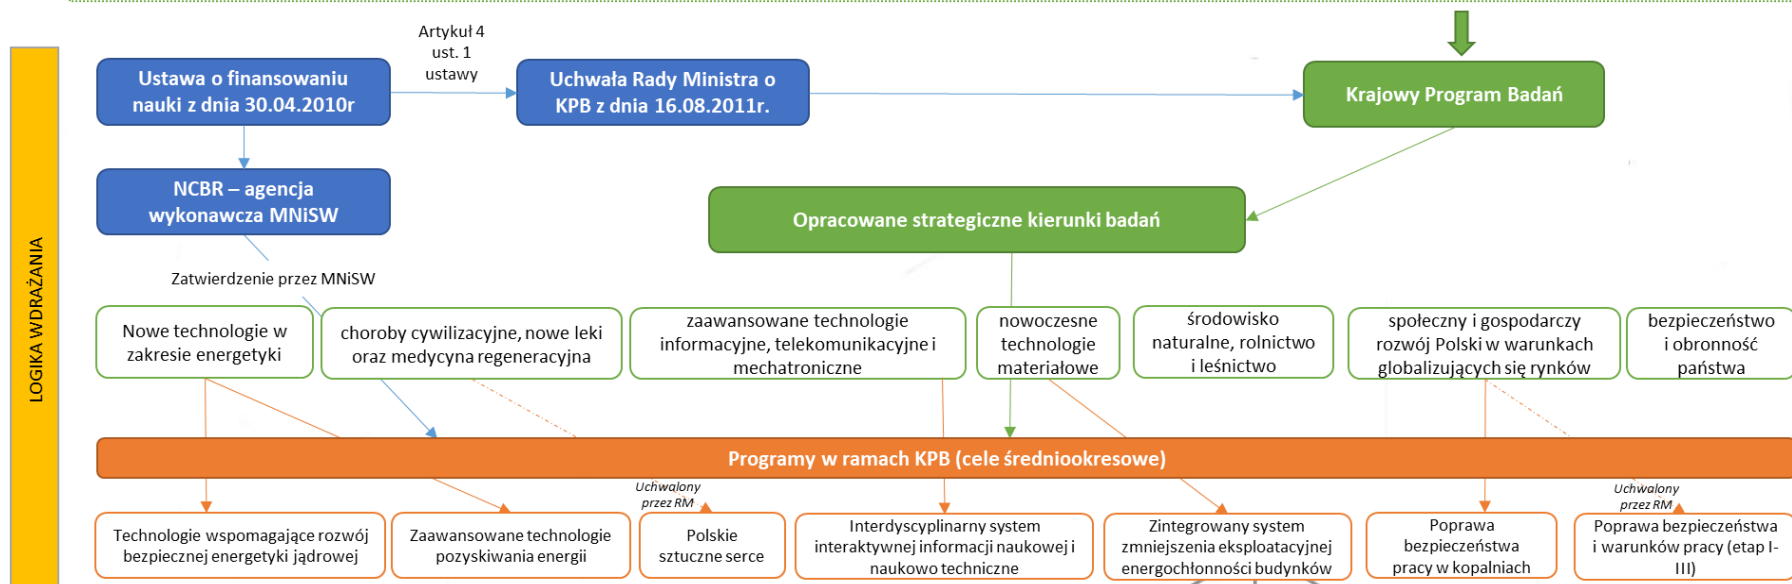 LOGIKA WDRAŻANIA
Artykuł 4
ust. 1
ustawy
Ustawa o finansowaniu
nauki z dnia 30.04.2010r
Uchwała Rady Ministra o
KPB z dnia 16.08.2011r.
Krajowy Program Badań
NCBR – agencja
wykonawcza MNiSW
Opracowane strategiczne kierunki badań
Zatwierdzenie przez MNiSW
Nowe technologie w
zakresie energetyki
choroby cywilizacyjne, nowe leki
oraz medycyna regeneracyjna
zaawansowane technologie
informacyjne, telekomunikacyjne i
mechatroniczne
nowoczesne
technologie
materiałowe
środowisko
naturalne, rolnictwo
i leśnictwo
społeczny i gospodarczy
rozwój Polski w warunkach
globalizujących się rynków
bezpieczeństwo
i obronność
państwa
Programy w ramach KPB (cele średniookresowe)
Uchwalony
przez RM
Uchwalony
przez RM
Technologie wspomagające rozwój
bezpiecznej energetyki jądrowej
Zaawansowane technologie
pozyskiwania energii
Polskie
sztuczne serce
Interdyscyplinarny system
interaktywnej informacji naukowej i
naukowo techniczne
Zintegrowany system
zmniejszenia eksploatacyjnej
energochłonności budynków
Poprawa
bezpieczeństwa
pracy w kopalniach
Poprawa bezpieczeństwa
i warunków pracy (etap I-
III)